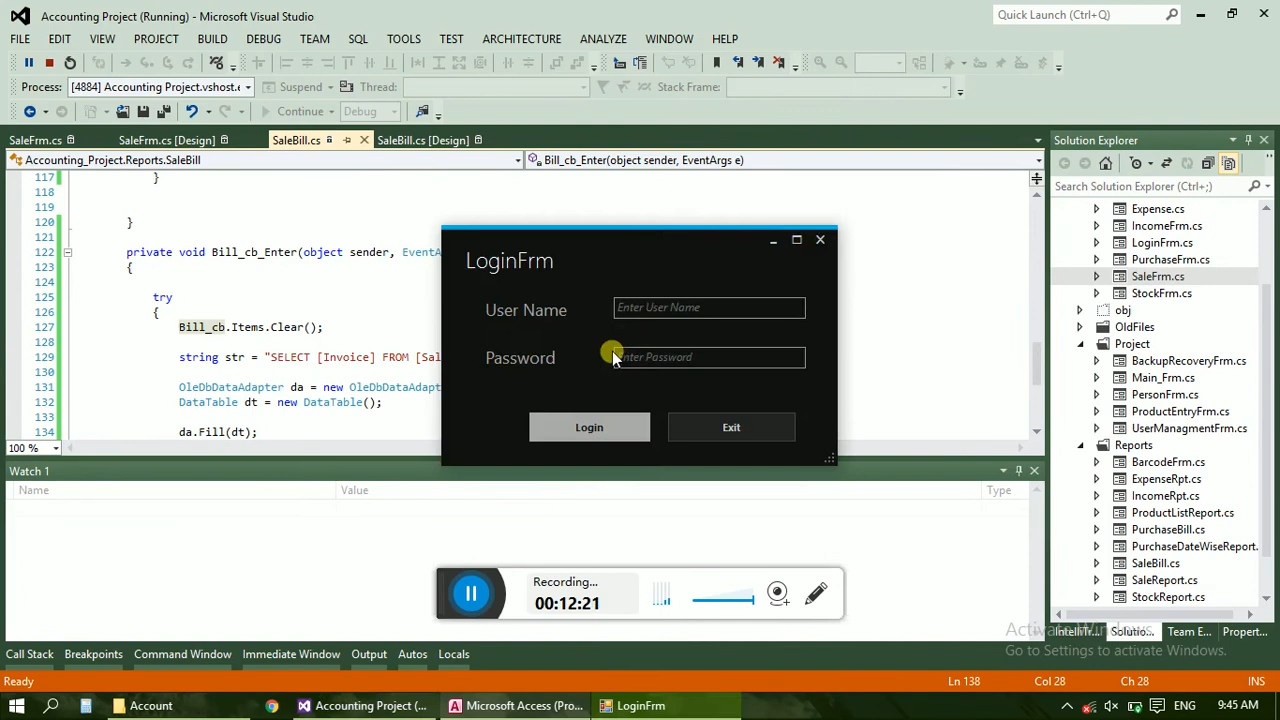 Accounting Project (Running) - Microsoft Visual Studio
Quick Launch (Ctrl+Q)
FILE EDIT VIEW PROJECT BUILD DEBUG TEAM SQL TOOLS TEST ARCHITECTURE ANALYZE WINDOW HELP
Process: [4884] Accounting Project.vshost.e Suspend Thread: Stack Frame:
Continue Debug
SaleFrm.cs SaleFrm.cs [Design] SaleBill.cs SaleBill.cs [Design]
Accounting_Project.Reports.SaleBill Bill_cb_Enter(object sender, EventArgs e)
117 }
118
119
120 }
121
122 private void Bill_cb_Enter(object sender, EventA
123 {
124
125 try
126 {
127 Bill_cb.Items.Clear();
128
129 string str = "SELECT [Invoice] FROM [Sal
130
131 OleDbDataAdapter da = new OleDbDataAdapt
132 DataTable dt = new DataTable();
133
134 da.Fill(dt);
100 %
LoginFrm
User Name Enter User Name
Password Enter Password
Login Exit
Watch 1
Name Value Type
Recording...
00:12:21
Solution Explorer
Search Solution Explorer (Ctrl+;)
Expense.cs
IncomeFrm.cs
LoginFrm.cs
PurchaseFrm.cs
SaleFrm.cs
StockFrm.cs
obj
OldFiles
Project
BackupRecoveryFrm.cs
Main_Frm.cs
PersonFrm.cs
ProductEntryFrm.cs
UserManagmentFrm.cs
Reports
BarcodeFrm.cs
ExpenseRpt.cs
IncomeRpt.cs
ProductListReport.cs
PurchaseBill.cs
PurchaseDateWiseReport.
SaleBill.cs
SaleReport.cs
StockReport.cs
IntelliTr... Solutio... Team E... Propert...
Activate Windows
Go to Settings to activate Windows.
Call Stack Breakpoints Command Window Immediate Window Output Autos Locals
Ready Ln 138 Col 28 Ch 28 INS
Account Accounting Project (... Microsoft Access (Pro... LoginFrm ENG 9:45 AM